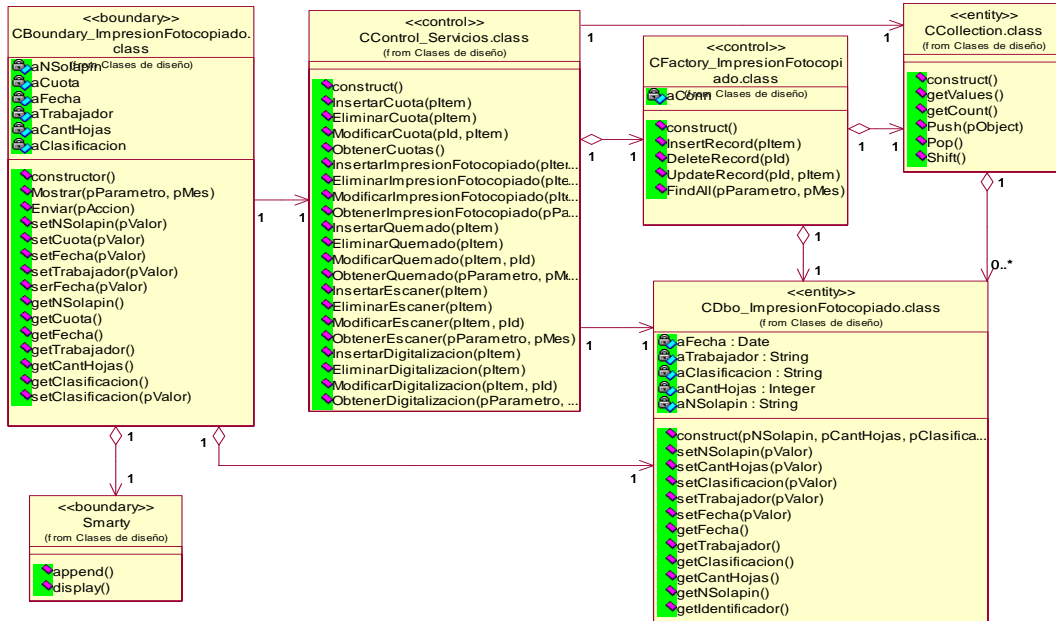 <<boundary>>
CBoundary_ImpresionFotocopiado.
class
(from Clases de diseño)
aNSolapin
aCuota
aFecha
aTrabajador
aCantHojas
aClasificacion
constructor()
Mostrar(pParametro, pMes)
Enviar(pAccion)
setNSolapin(pValor)
setCuota(pValor)
setFecha(pValor)
setTrabajador(pValor)
serFecha(pValor)
getNSolapin()
getCuota()
getFecha()
getTrabajador()
getCantHojas()
getClasificacion()
setClasificacion(pValor)
1
1
1
1
1
1
<<boundary>>
Smarty
(from Clases de diseño)
append()
display()
<<control>>
CControl_Servicios.class
(from Clases de diseño)
construct()
InsertarCuota(pItem)
EliminarCuota(pItem)
ModificarCuota(pId, pItem)
ObtenerCuotas()
InsertarImpresionFotocopiado(pIter...
EliminarImpresionFotocopiado(pIte...
ModificarImpresionFotocopiado(pIte...
ObtenerImpresionFotocopiado(pPa...
InsertarQuemado(pItem)
EliminarQuemado(pItem)
ModificarQuemado(pItem, pId)
ObtenerQuemado(pParametro, pMe...
InsertarEscaner(pItem)
EliminarEscaner(pItem)
ModificarEscaner(pItem, pId)
ObtenerEscaner(pParametro, pMes)
InsertarDigitalizacion(pItem)
EliminarDigitalizacion(pItem)
ModificarDigitalizacion(pItem, pId)
ObtenerDigitalizacion(pParametro, ...
1
1
1
1
1
1
<<control>>
CFactory_ImpresionFotocopi
ado.class
(from Clases de diseño)
aConn
construct()
InsertRecord(pItem)
DeleteRecord(pId)
UpdateRecord(pId, pItem)
FindAll(pParametro, pMes)
1
1
1
1
<<entity>>
CCollection.class
(from Clases de diseño)
construct()
getValues()
getCount()
Push(pObject)
Pop()
Shift()
1
0..*
<<entity>>
CDbo_ImpresionFotocopiado.class
(from Clases de diseño)
aFecha : Date
aTrabajador : String
aClasificacion : String
aCantHojas : Integer
aNSolapin : String
construct(pNSolapin, pCantHojas, pClasifica...
setNSolapin(pValor)
setCantHojas(pValor)
setClasificacion(pValor)
setTrabajador(pValor)
setFecha(pValor)
getFecha()
getTrabajador()
getClasificacion()
getCantHojas()
getNSolapin()
getIdentificador()